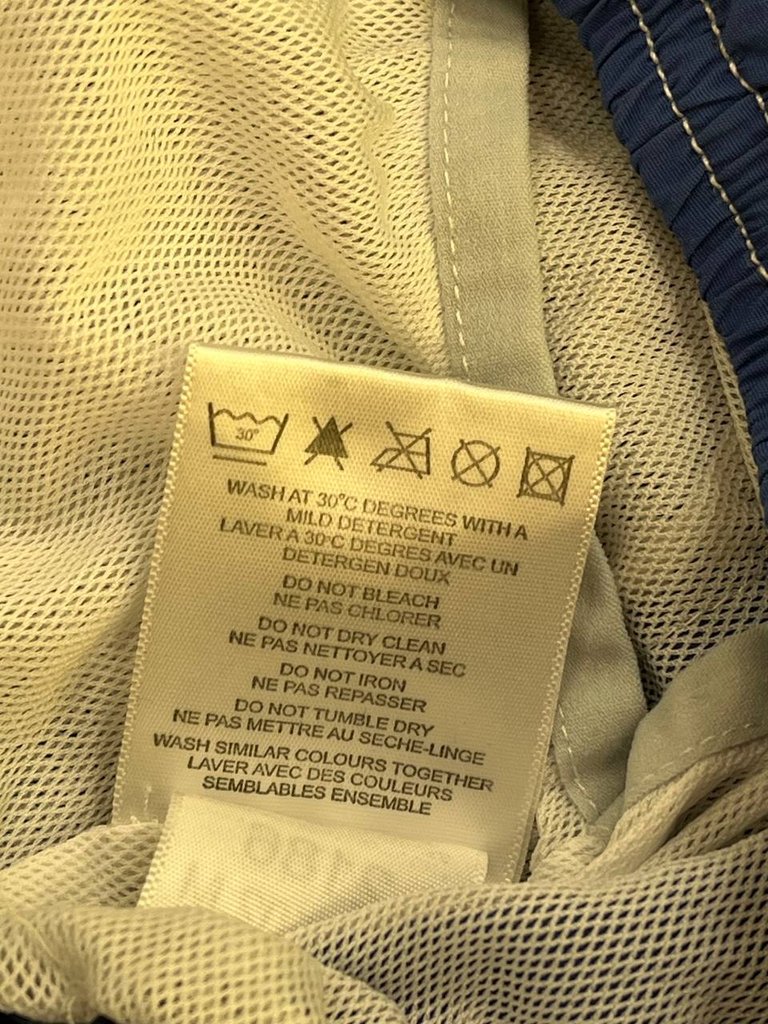 30°
WASH AT 30°C DEGREES WITH A
MILD DETERGENT
LAVER A 30°C DEGRES AVEC UN
DETERGEN DOUX
DO NOT BLEACH
NE PAS CHLORER
DO NOT DRY CLEAN
NE PAS NETTOYER A SEC
DO NOT IRON
NE PAS REPASSER
DO NOT TUMBLE DRY
NE PAS METTRE AU SECHE-LINGE
WASH SIMILAR COLOURS TOGETHER
LAVER AVEC DES COULEURS
SEMBLABLES ENSEMBLE